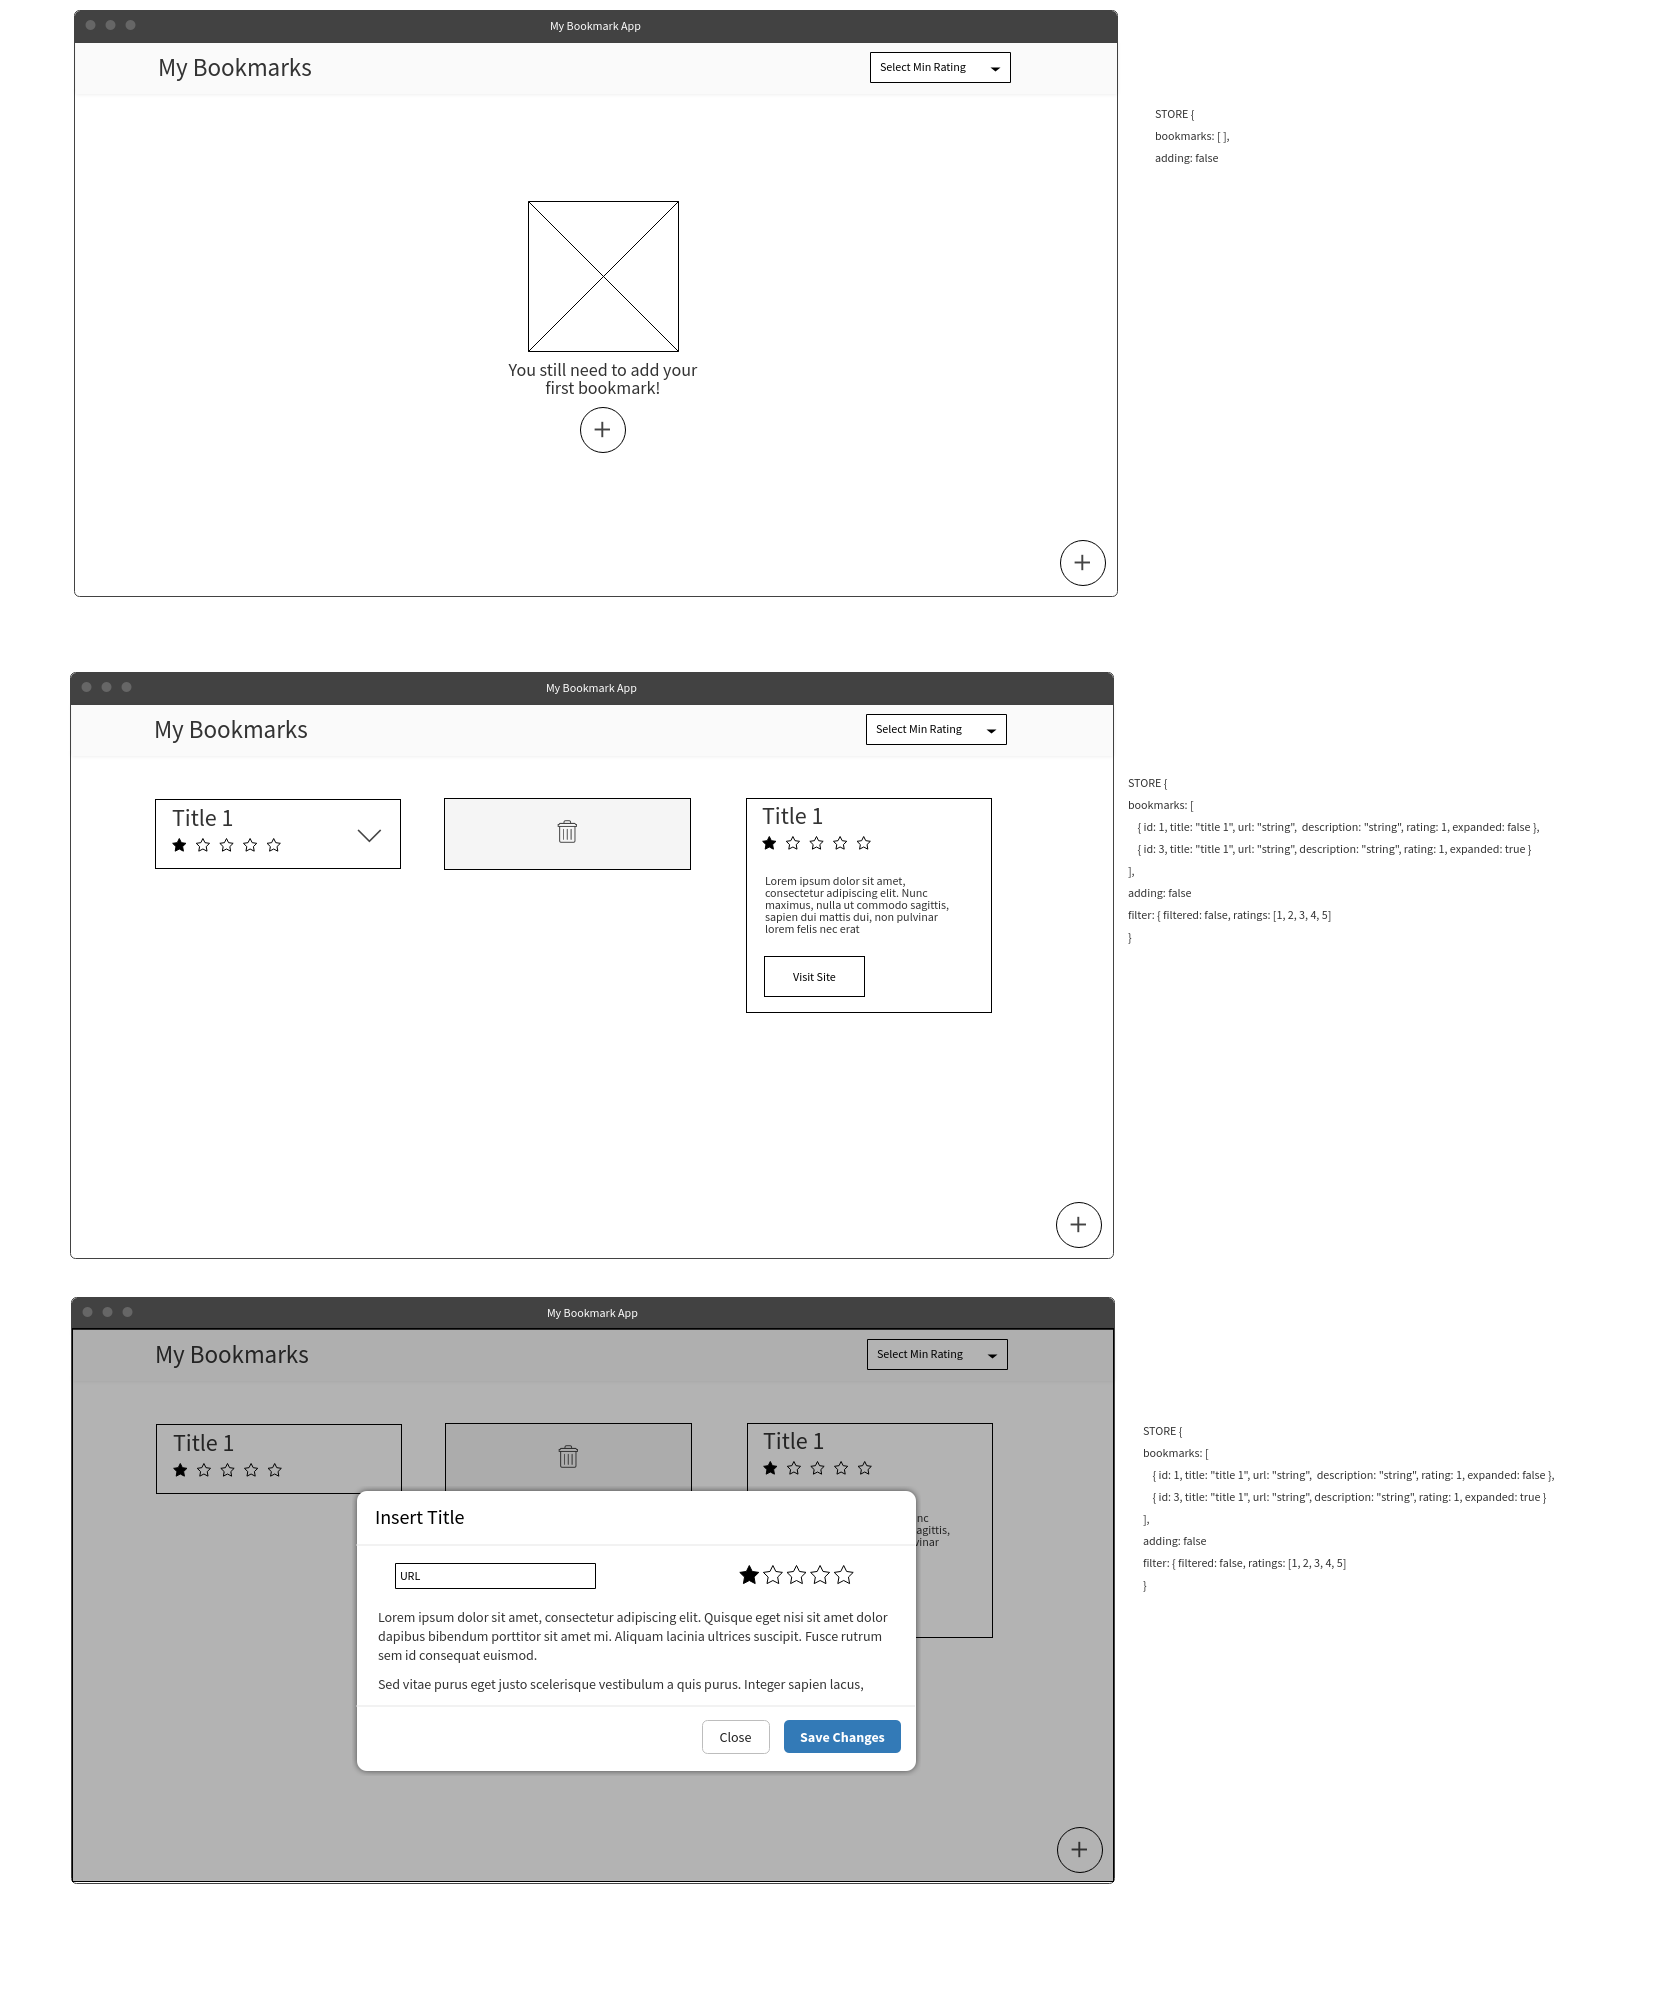 My Bookmark App
My Bookmarks
Select Min Rating
You still need to add your
first bookmark!
STORE {
bookmarks: [ ],
adding: false
My Bookmark App
My Bookmarks
Select Min Rating
Title 1
Title 1
Lorem ipsum dolor sit amet,
consectetur adipiscing elit. Nunc
maximus, nulla ut commodo sagittis,
sapien dui mattis dui, non pulvinar
lorem felis nec erat
Visit Site
STORE {
bookmarks: [
{ id: 1, title: "title 1", url: "string",  description: "string", rating: 1, expanded: false },
{ id: 3, title: "title 1", url: "string", description: "string", rating: 1, expanded: true }
],
adding: false
filter: { filtered: false, ratings: [1, 2, 3, 4, 5]
}
My Bookmark App
My Bookmarks
Select Min Rating
Title 1
Title 1
nc
agittis,
vinar
Insert Title
URL
Lorem ipsum dolor sit amet, consectetur adipiscing elit. Quisque eget nisi sit amet dolor
dapibus bibendum porttitor sit amet mi. Aliquam lacinia ultrices suscipit. Fusce rutrum
sem id consequat euismod.
Sed vitae purus eget justo scelerisque vestibulum a quis purus. Integer sapien lacus,
Close
Save Changes
STORE {
bookmarks: [
{ id: 1, title: "title 1", url: "string",  description: "string", rating: 1, expanded: false },
{ id: 3, title: "title 1", url: "string", description: "string", rating: 1, expanded: true }
],
adding: false
filter: { filtered: false, ratings: [1, 2, 3, 4, 5]
}